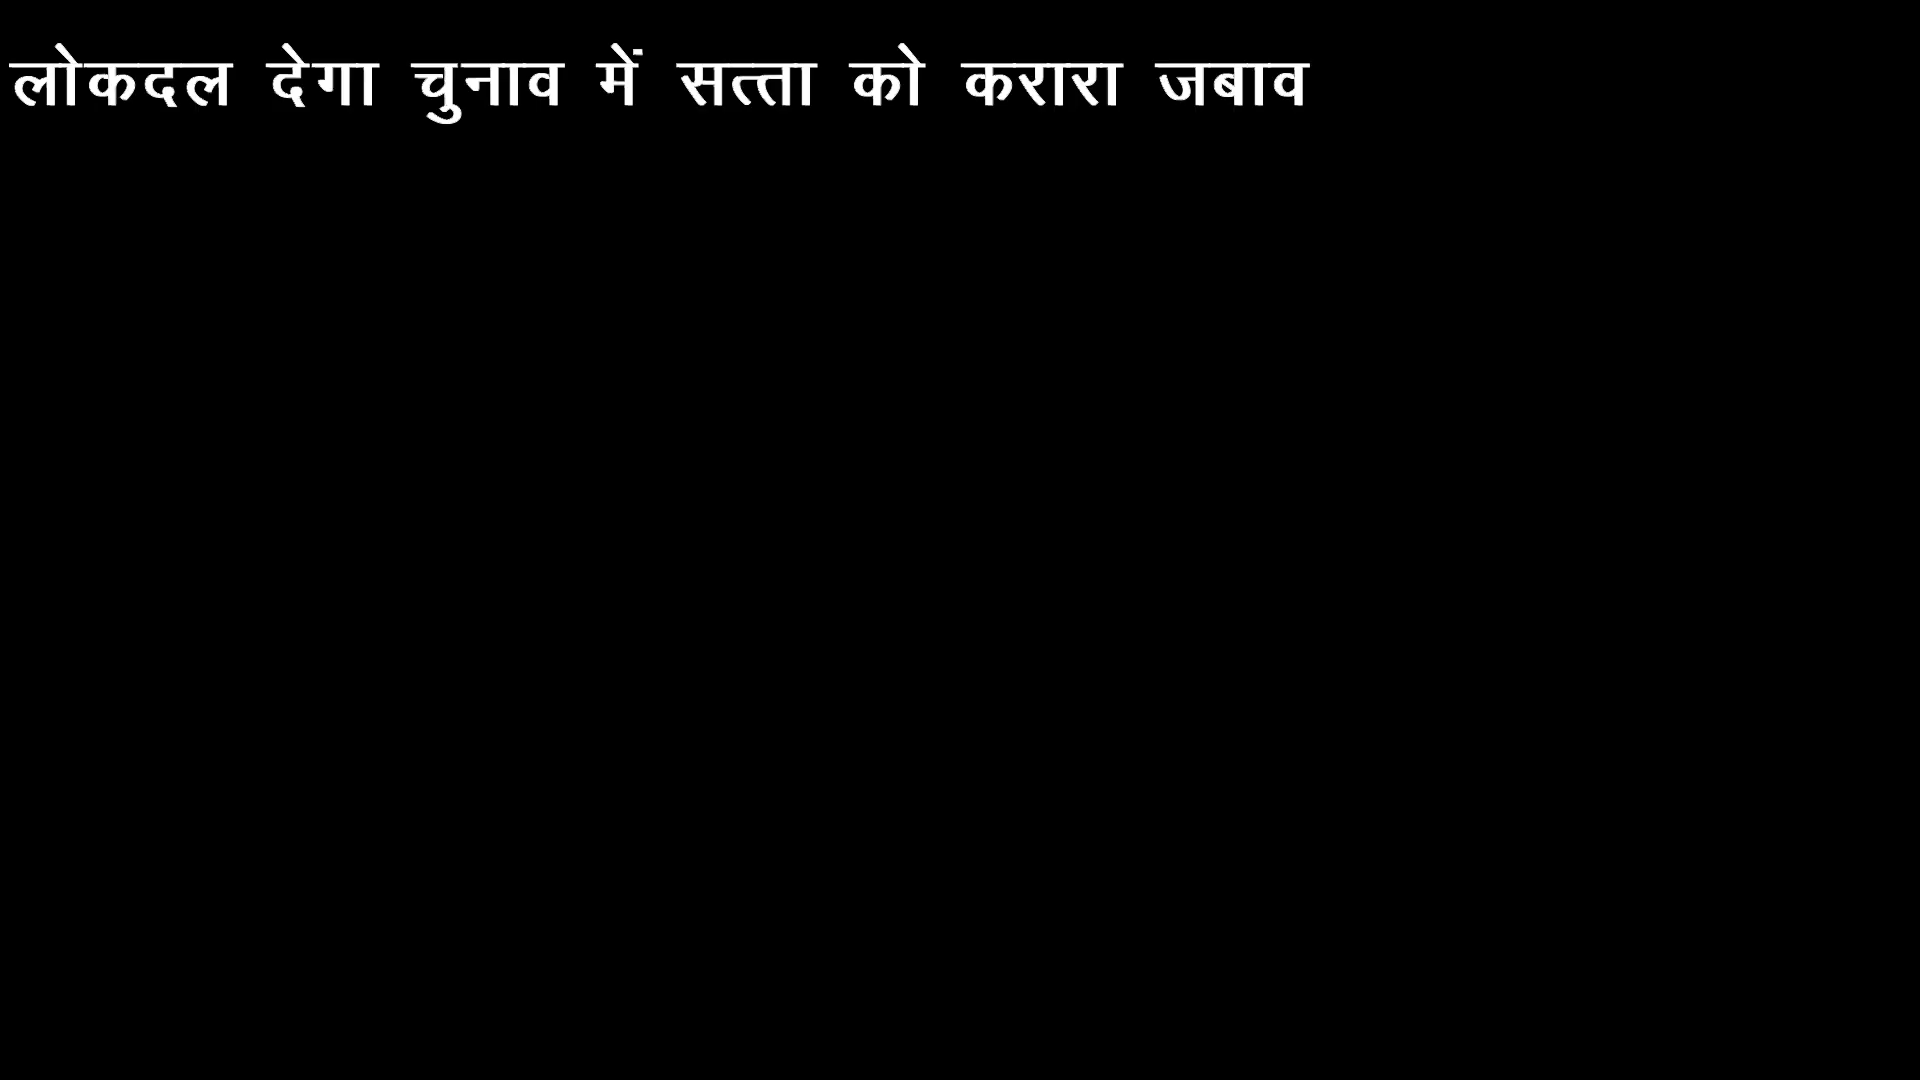 लोकदल देगा चुनाव में सत्ता को करारा जबाव